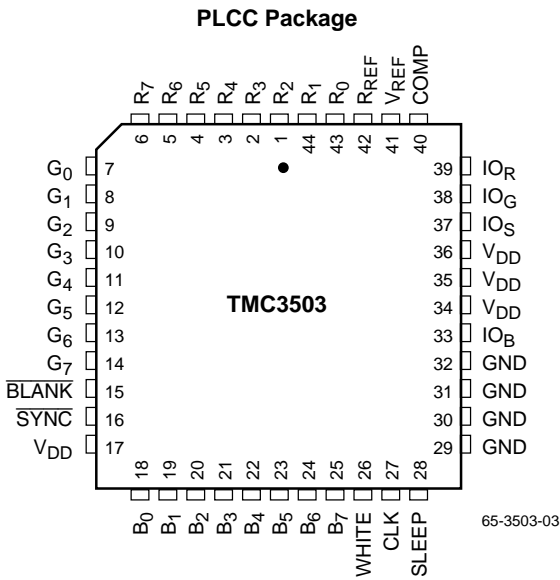 PLCC Package
R7 R6 R5 R4 R3 R2 R1 R0 RREF VREF COMP
6 5 4 3 2 1 44 43 42 41 40
G0 7 39 IOR
G1 8 38 IOG
G2 9 37 IOS
G3 10 36 VDD
G4 11 35 VDD
G5 12 TMC3503 34 VDD
G6 13 33 IOB
G7 14 32 GND
BLANK 15 31 GND
SYNC 16 30 GND
VDD 17 29 GND
18 19 20 21 22 23 24 25 26 27 28
B0 B1 B2 B3 B4 B5 B6 B7 WHITE CLK SLEEP
65-3503-03